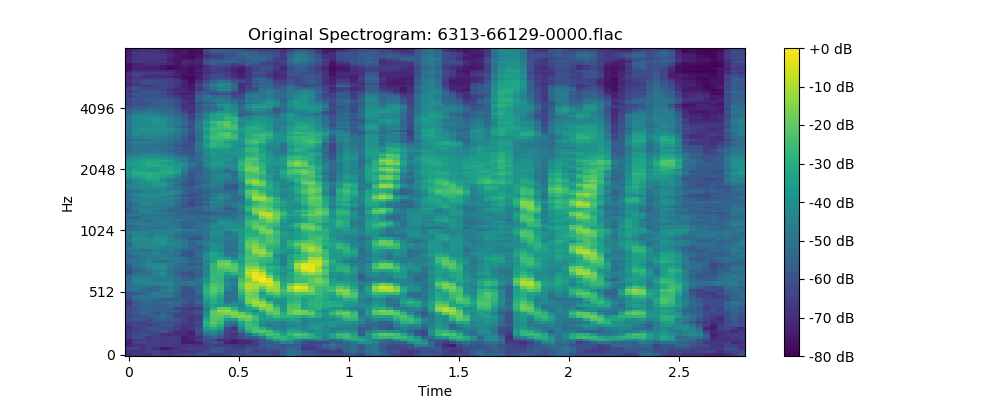 Original Spectrogram: 6313-66129-0000.flac
Hz
4096
2048
1024
512
0
0
0.5
1
1.5
2
2.5
Time
+0 dB
-10 dB
-20 dB
-30 dB
-40 dB
-50 dB
-60 dB
-70 dB
-80 dB